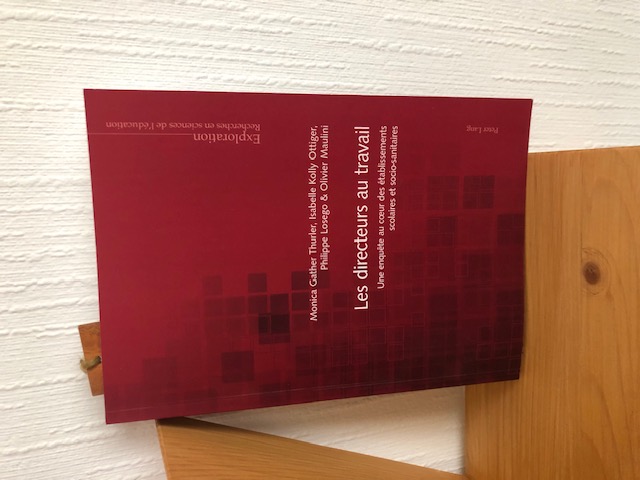 Exploration
Recherches en sciences de l'éducation
Monica Gather Thurler, Isabelle Kolly Ottiger,
Philippe Losego & Olivier Maulini
Les directeurs au travail
Une enquête au cœur des établissements
scolaires et socio-sanitaires
Peter Lang